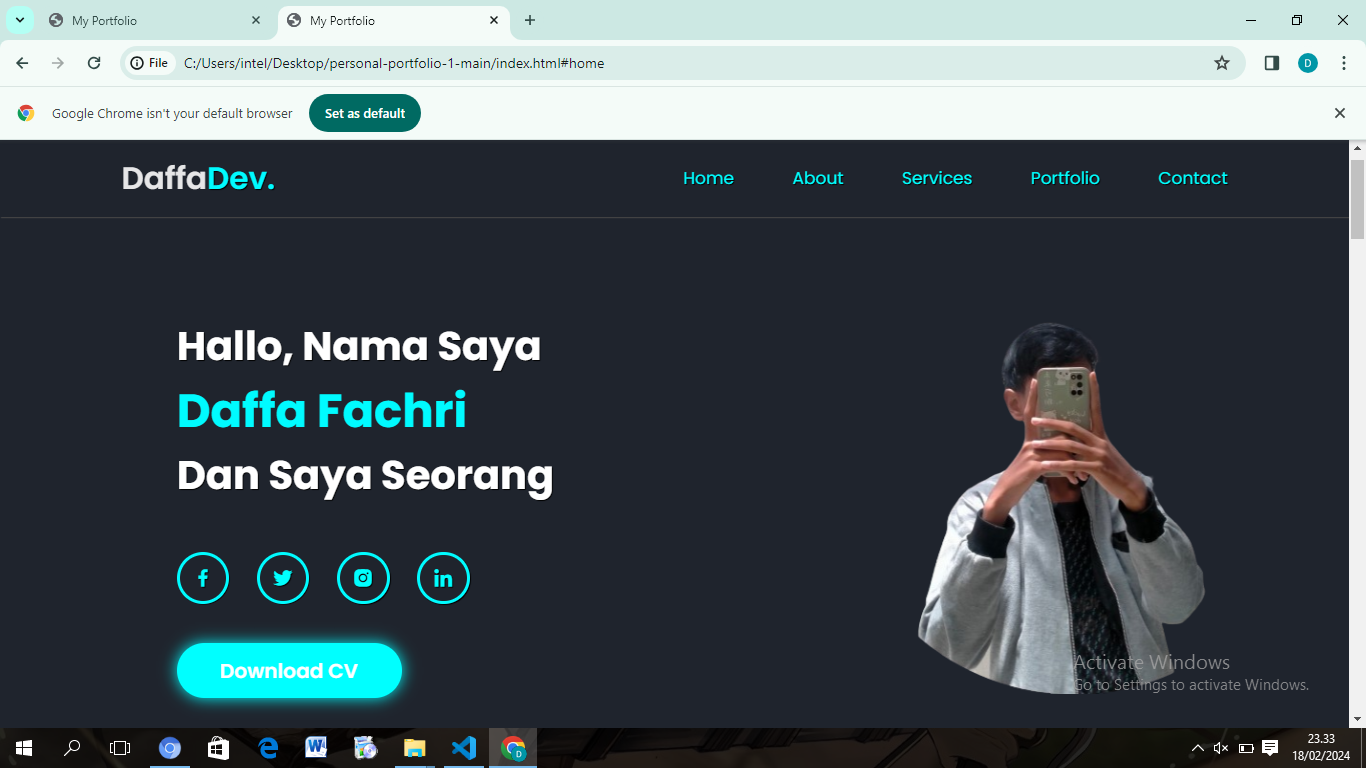 My Portfolio
My Portfolio
File
C:/Users/intel/Desktop/personal-portfolio-1-main/index.html#home
D
Google Chrome isn't your default browser
Set as default
DaffaDev.
Home
About
Services
Portfolio
Contact
Hallo, Nama Saya
Daffa Fachri
Dan Saya Seorang
Download CV
Activate Windows
Go to Settings to activate Windows.
23.33
18/02/2024